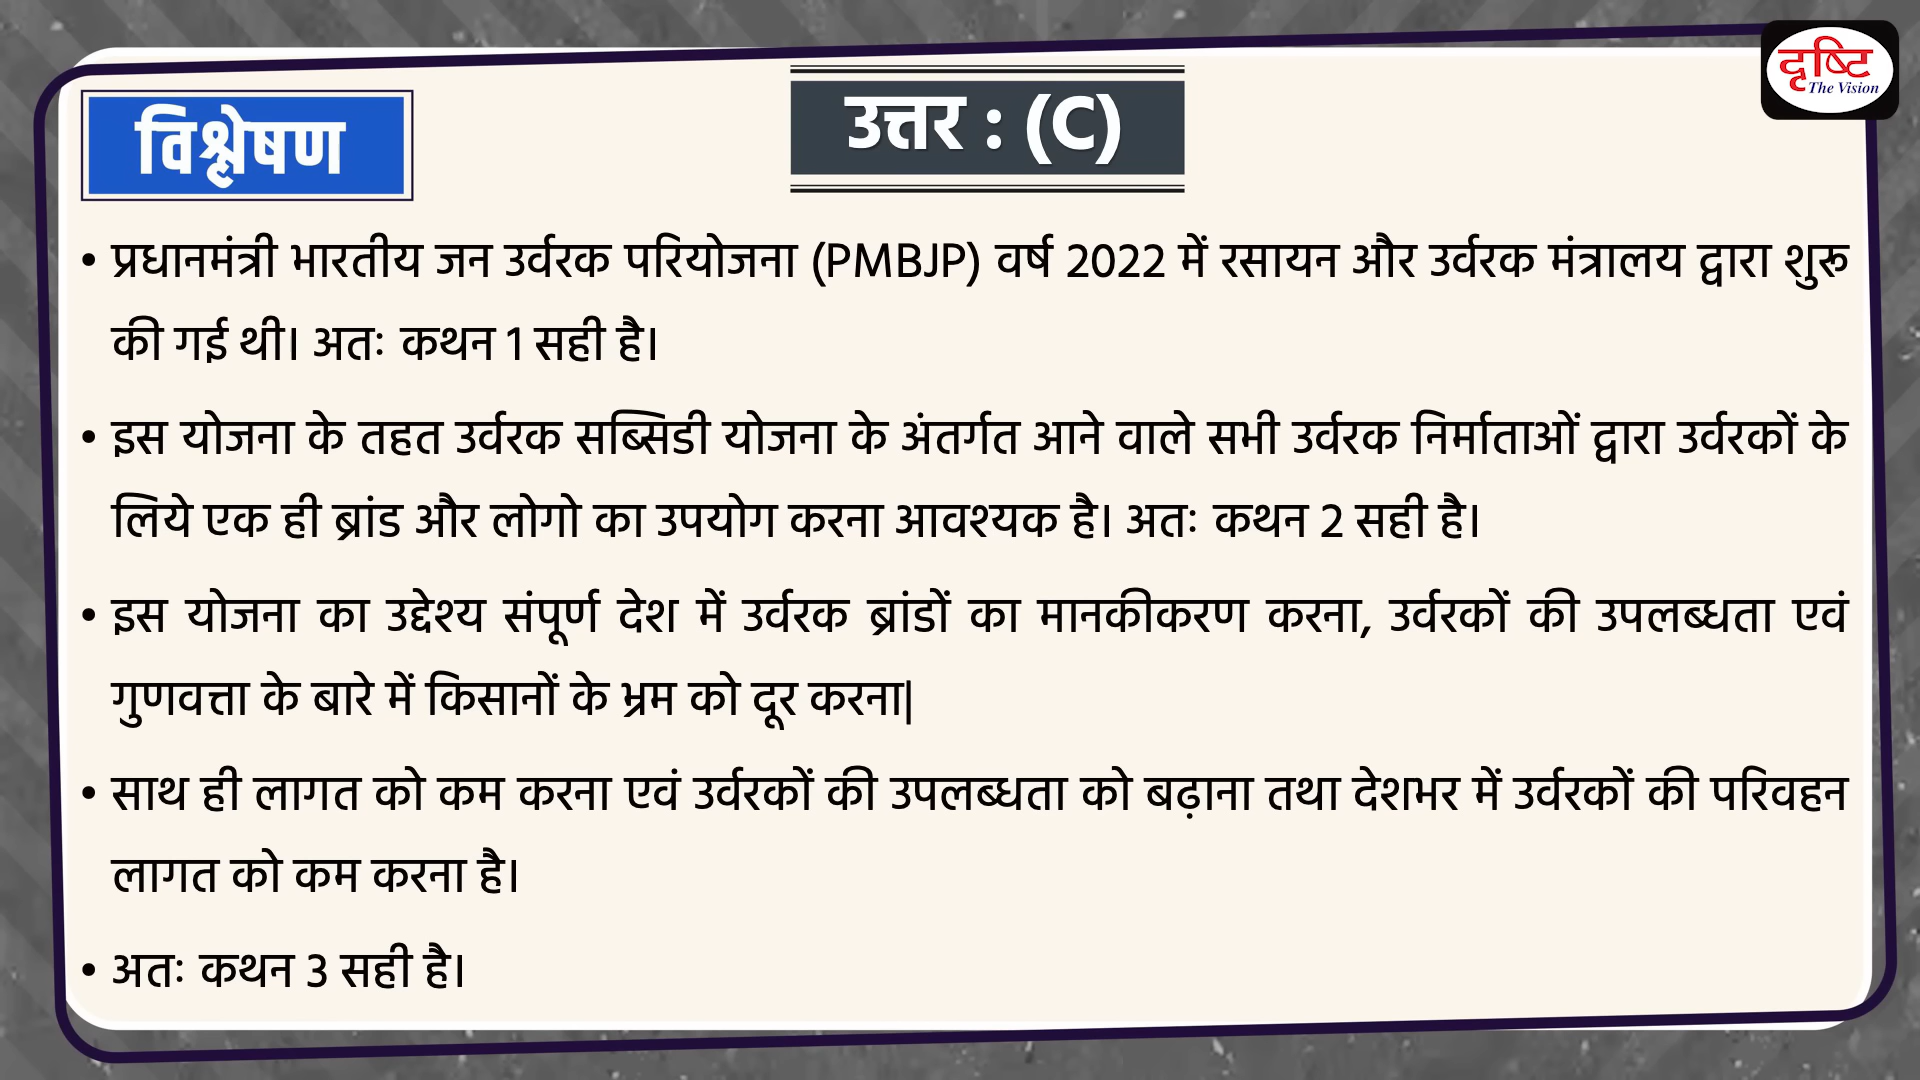 दृष्टि
The Vision
विश्लेषण
उत्तर : (C)
• प्रधानमंत्री भारतीय जन उर्वरक परियोजना (PMBJP) वर्ष 2022 में रसायन और उर्वरक मंत्रालय द्वारा शुरू
की गई थी। अतः कथन 1 सही है।
• इस योजना के तहत उर्वरक सब्सिडी योजना के अंतर्गत आने वाले सभी उर्वरक निर्माताओं द्वारा उर्वरकों के
लिये एक ही ब्रांड और लोगो का उपयोग करना आवश्यक है। अतः कथन 2 सही है।
• इस योजना का उद्देश्य संपूर्ण देश में उर्वरक ब्रांडों का मानकीकरण करना, उर्वरकों की उपलब्धता एवं
गुणवत्ता के बारे में किसानों के भ्रम को दूर करना|
• साथ ही लागत को कम करना एवं उर्वरकों की उपलब्धता को बढ़ाना तथा देशभर में उर्वरकों की परिवहन
लागत को कम करना है।
• अतः कथन 3 सही है।